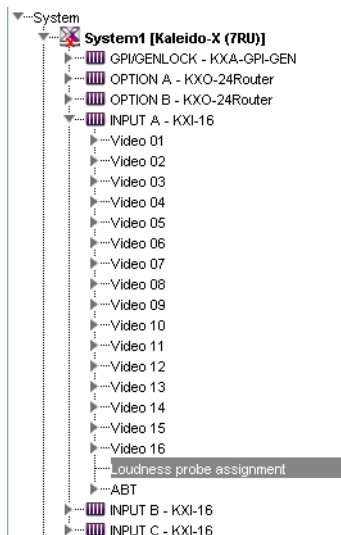 System
System1 [Kaleido-X (7RU)]
GPI/GENLOCK - KXA-GPI-GEN
OPTION A - KXO-24Router
OPTION B - KXO-24Router
INPUT A - KXI-16
Video 01
Video 02
Video 03
Video 04
Video 05
Video 06
Video 07
Video 08
Video 09
Video 10
Video 11
Video 12
Video 13
Video 14
Video 15
Video 16
Loudness probe assignment
ABT
INPUT B - KXI-16
INPUT C - KXI-16